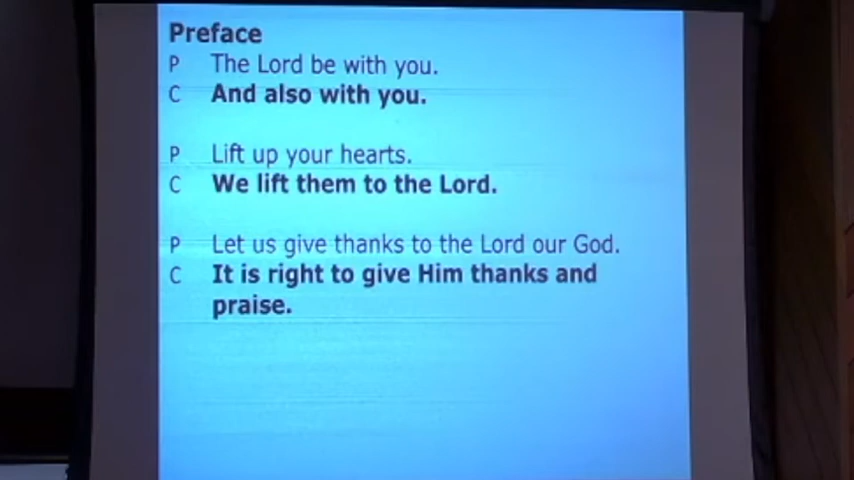 Preface
P The Lord be with you.
C And also with you.
P Lift up your hearts.
C We lift them to the Lord.
P Let us give thanks to the Lord our God.
C It is right to give Him thanks and
praise.